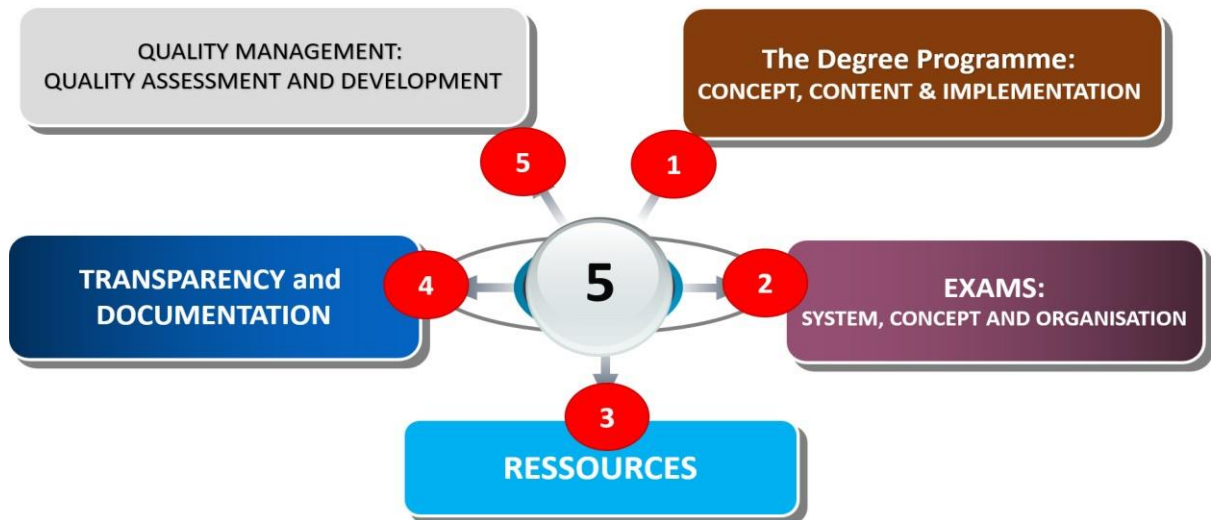 QUALITY MANAGEMENT:
QUALITY ASSESSMENT AND DEVELOPMENT
The Degree Programme:
CONCEPT, CONTENT & IMPLEMENTATION
5
1
TRANSPARENCY and
DOCUMENTATION
4
5
2
EXAMS:
SYSTEM, CONCEPT AND ORGANISATION
3
RESSOURCES